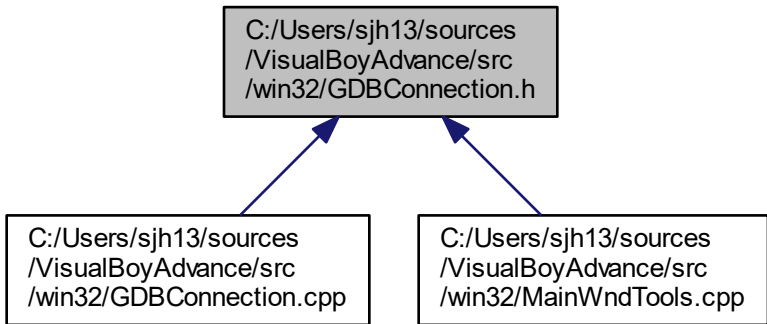 C:/Users/sjh13/sources
/VisualBoyAdvance/src
/win32/GDBConnection.h
C:/Users/sjh13/sources
/VisualBoyAdvance/src
/win32/GDBConnection.cpp
C:/Users/sjh13/sources
/VisualBoyAdvance/src
/win32/MainWndTools.cpp